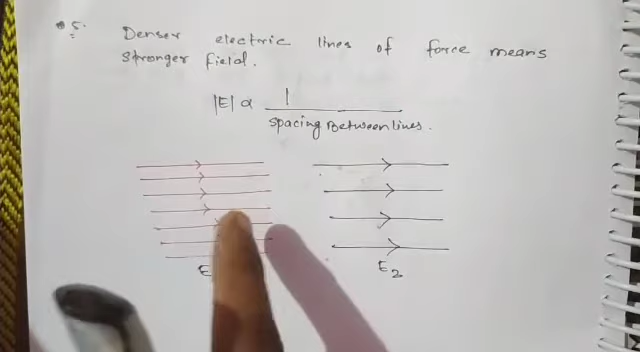 5.
Denser electric lines of force means
stronger field.
|E| ∝ 1
spacing Between lines.
E
E₂